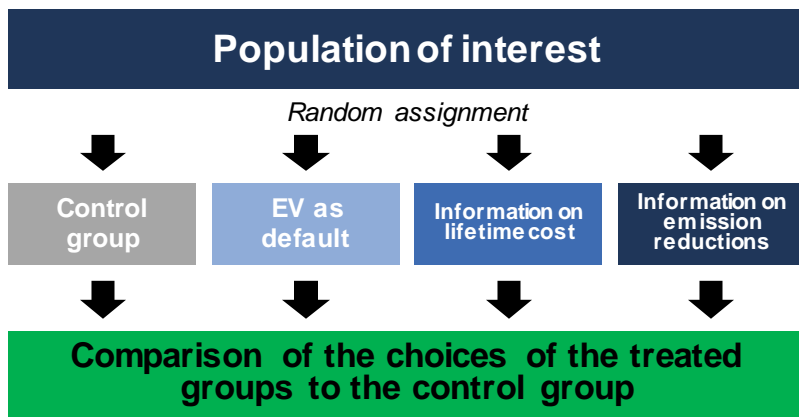 Population of interest
Random assignment
Control
group
EV as
default
Information on
lifetime cost
Information on
emission
reductions
Comparison of the choices of the treated
groups to the control group